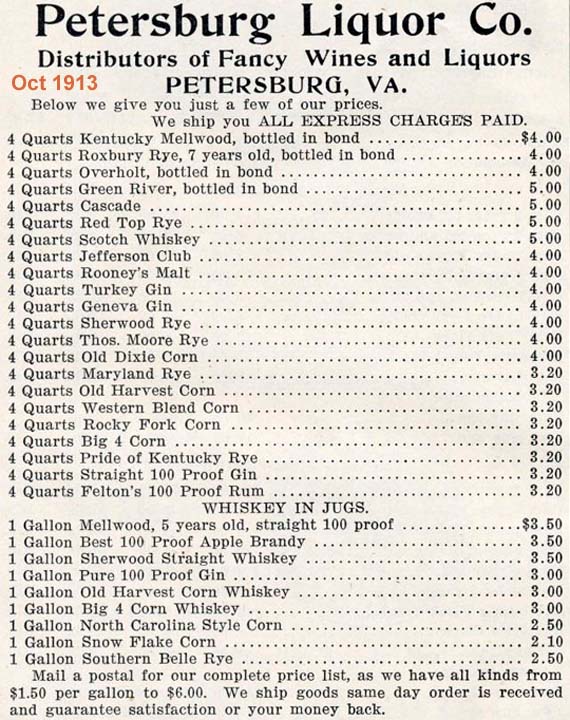 Petersburg Liquor Co.
Distributors of Fancy Wines and Liquors
Oct 1913
PETERSBURG, VA.
Below we give you just a few of our prices.
We ship you ALL EXPRESS CHARGES PAID.
4 Quarts Kentucky Mellwood, bottled in bond ........................$4.00
4 Quarts Roxbury Rye, 7 years old, bottled in bond .................. 4.00
4 Quarts Overholt, bottled in bond .................................... 4.00
4 Quarts Green River, bottled in bond ................................ 5.00
4 Quarts Cascade ...................................................... 5.00
4 Quarts Red Top Rye ................................................. 5.00
4 Quarts Scotch Whiskey .............................................. 5.00
4 Quarts Jefferson Club ............................................... 4.00
4 Quarts Rooney's Malt ............................................... 4.00
4 Quarts Turkey Gin .................................................. 4.00
4 Quarts Geneva Gin .................................................. 4.00
4 Quarts Sherwood Rye ............................................... 4.00
4 Quarts Thos. Moore Rye ............................................. 4.00
4 Quarts Old Dixie Corn .............................................. 4.00
4 Quarts Maryland Rye ............................................... 3.20
4 Quarts Old Harvest Corn ............................................ 3.20
4 Quarts Western Blend Corn ......................................... 3.20
4 Quarts Rocky Fork Corn ............................................ 3.20
4 Quarts Big 4 Corn .................................................. 3.20
4 Quarts Pride of Kentucky Rye ....................................... 3.20
4 Quarts Straight 100 Proof Gin ....................................... 3.20
4 Quarts Felton's 100 Proof Rum ...................................... 3.20
WHISKEY IN JUGS.
1 Gallon Mellwood, 5 years old, straight 100 proof ..................$3.50
1 Gallon Best 100 Proof Apple Brandy ................................ 3.50
1 Gallon Sherwood Straight Whiskey .................................. 3.50
1 Gallon Pure 100 Proof Gin .......................................... 3.00
1 Gallon Old Harvest Corn Whiskey ................................... 3.00
1 Gallon Big 4 Corn Whiskey ......................................... 3.00
1 Gallon North Carolina Style Corn .................................... 2.50
1 Gallon Snow Flake Corn ............................................ 2.10
1 Gallon Southern Belle Rye .......................................... 2.50
Mail a postal for our complete price list, as we have all kinds from
$1.50 per gallon to $6.00. We ship goods same day order is received
and guarantee satisfaction or your money back.